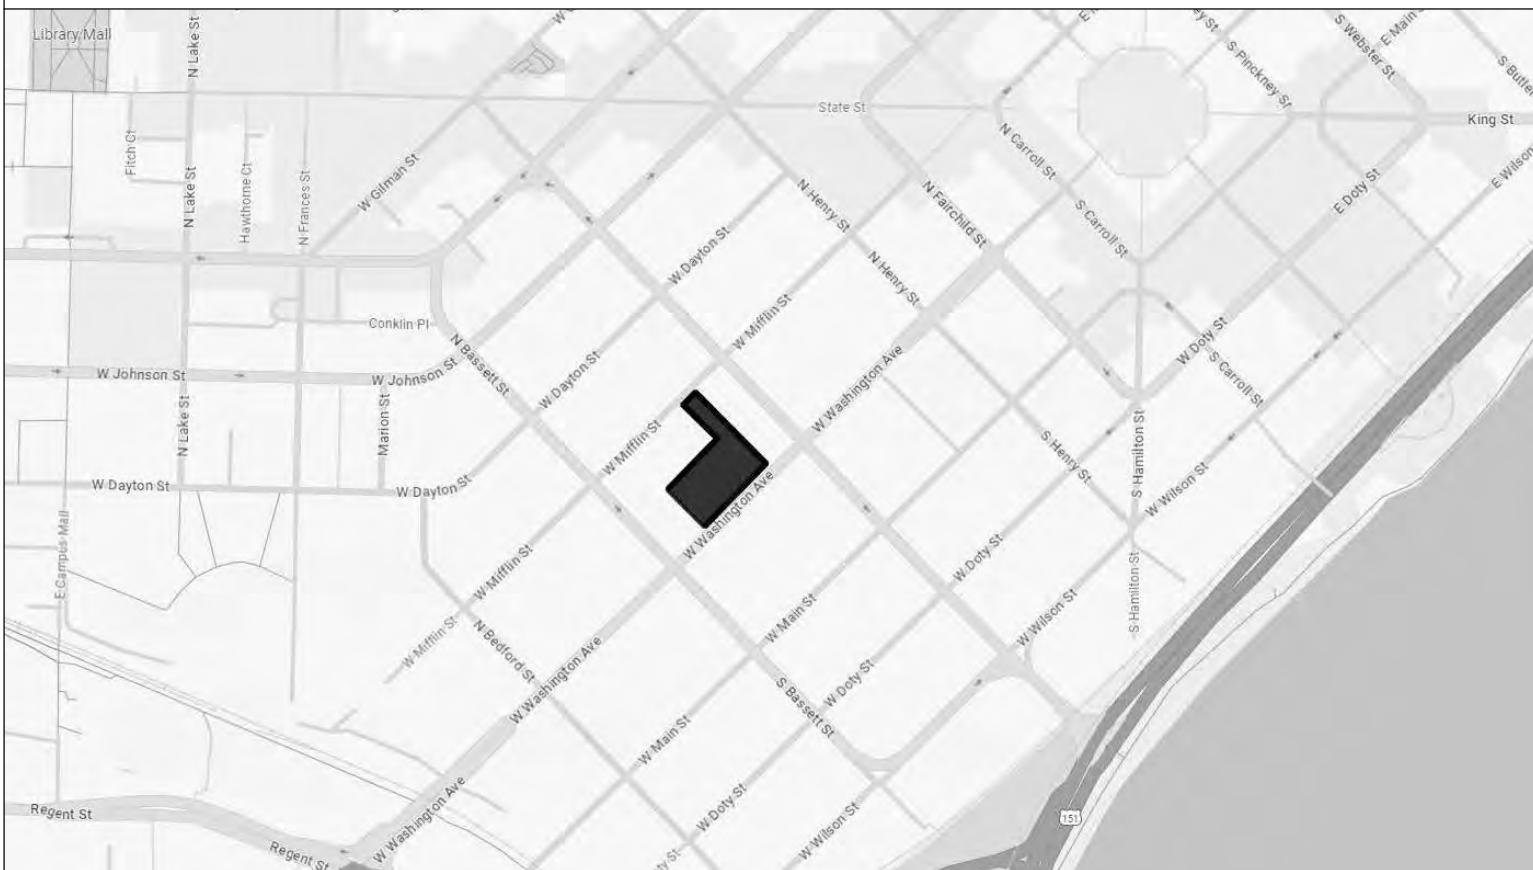 Library Mall
N Lake St
S Pinckney St
S Webster St
E Main St
State St
King St
Fitch Ct
N Lake St
Hawthorne Ct
N Frances St
W Gilman St
N Henry St
N Fairchild St
N Carroll St
S Carroll St
E Doty St
E Wilson
W Dayton St
N Henry St
W Mifflin St
Conklin Pl
N Bassett St
W Johnson St
W Johnson St
W Dayton St
W Washington Ave
W Doty St
S Carroll St
N Lake St
Marion St
W Mifflin St
S Henry St
S Hamilton St
W Wilson St
W Dayton St
W Dayton St
W Washington Ave
E Campus Mall
W Mifflin St
W Doty St
S Hamilton St
W Mifflin St
N Bedford St
W Main St
W Wilson St
W Washington Ave
S Bassett St
W Doty St
W Main St
W Washington Ave
W Doty St
W Wilson St
151
Regent St
Regent St
ty St